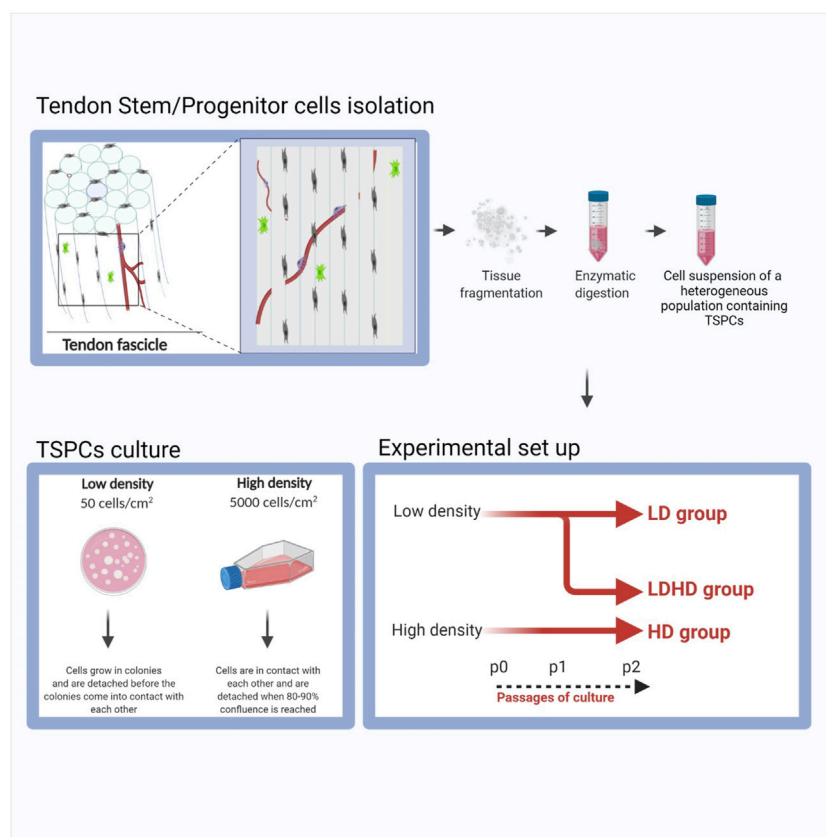 Tendon Stem/Progenitor cells isolation
Tendon fascicle
Tissue
fragmentation
Enzymatic
digestion
Cell suspension of a
heterogeneous
population containing
TSPCs
TSPCs culture
Low density
50 cells/cm²
High density
5000 cells/cm²
Cells grow in colonies
and are detached before the
colonies come into contact with
each other
Cells are in contact with
each other and are
detached when 80-90%
confluence is reached
Experimental set up
Low density
LD group
LDHD group
High density
HD group
p0 p1 p2
Passages of culture